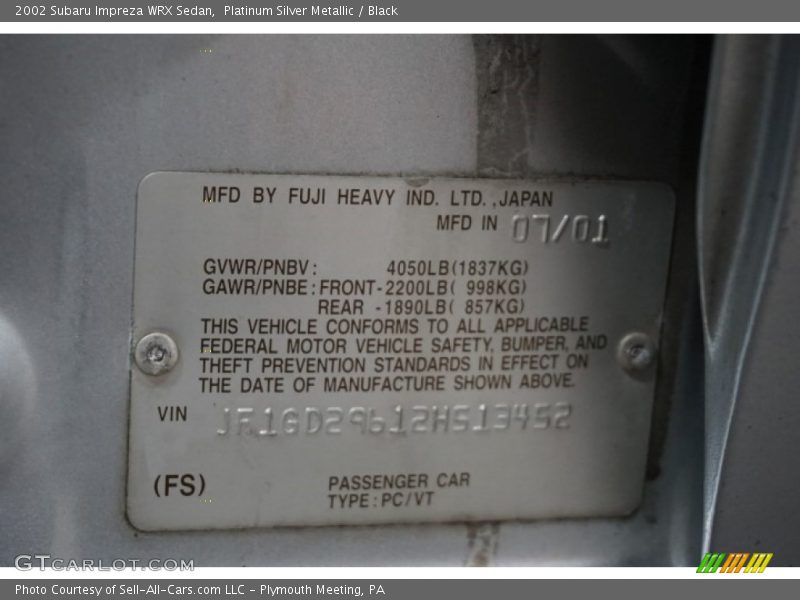 2002 Subaru Impreza WRX Sedan,  Platinum Silver Metallic / Black
MFD BY FUJI HEAVY IND. LTD.,JAPAN
MFD IN 07/01
GVWR/PNBV: 4050LB(1837KG)
GAWR/PNBE:FRONT-2200LB( 998KG)
REAR -1890LB( 857KG)
THIS VEHICLE CONFORMS TO ALL APPLICABLE
FEDERAL MOTOR VEHICLE SAFETY, BUMPER, AND
THEFT PREVENTION STANDARDS IN EFFECT ON
THE DATE OF MANUFACTURE SHOWN ABOVE.
VIN JF1GD29612H513452
(FS)
PASSENGER CAR
TYPE:PC/VT
GTCARLOT.COM
Photo Courtesy of Sell-All-Cars.com LLC - Plymouth Meeting, PA